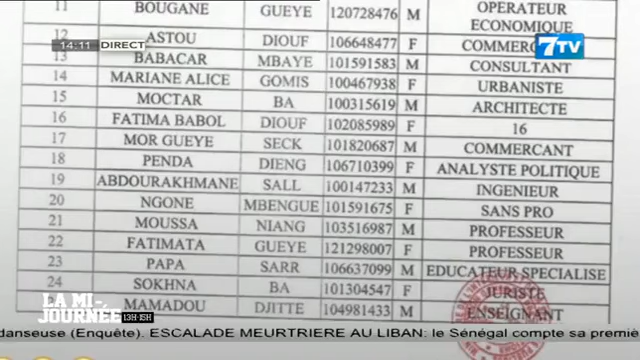 11 BOUGANE GUEYE 120728476 M OPERATEUR ECONOMIQUE
12 ASTOU DIOUF 106648477 F
14:11 DIRECT
7TV
13 BABACAR MBAYE 101591583 M CONSULTANT
14 MARIANE ALICE GOMIS 100467938 F URBANISTE
15 MOCTAR BA 100315619 M ARCHITECTE
16 FATIMA BABOL DIOUF 102085989 F 16
17 MOR GUEYE SECK 101820687 M COMMERCANT
18 PENDA DIENG 106710399 F ANALYSTE POLITIQUE
19 ABDOURAKHMANE SALL 100147233 M INGENIEUR
20 NGONE MBENGUE 101591675 F SANS PRO
21 MOUSSA NIANG 103516987 M PROFESSEUR
22 FATIMATA GUEYE 121298007 F PROFESSEUR
23 PAPA SARR 106637099 M EDUCATEUR SPECIALISE
24 SOKHNA BA 101304547 F JURISTE
MAMADOU DJITTE 104981433 M ENSEIGNANT
LA MI-
JOURNÉE 13H-15H
danseuse (Enquête). ESCALADE MEURTRIERE AU LIBAN: le Sénégal compte sa premiè